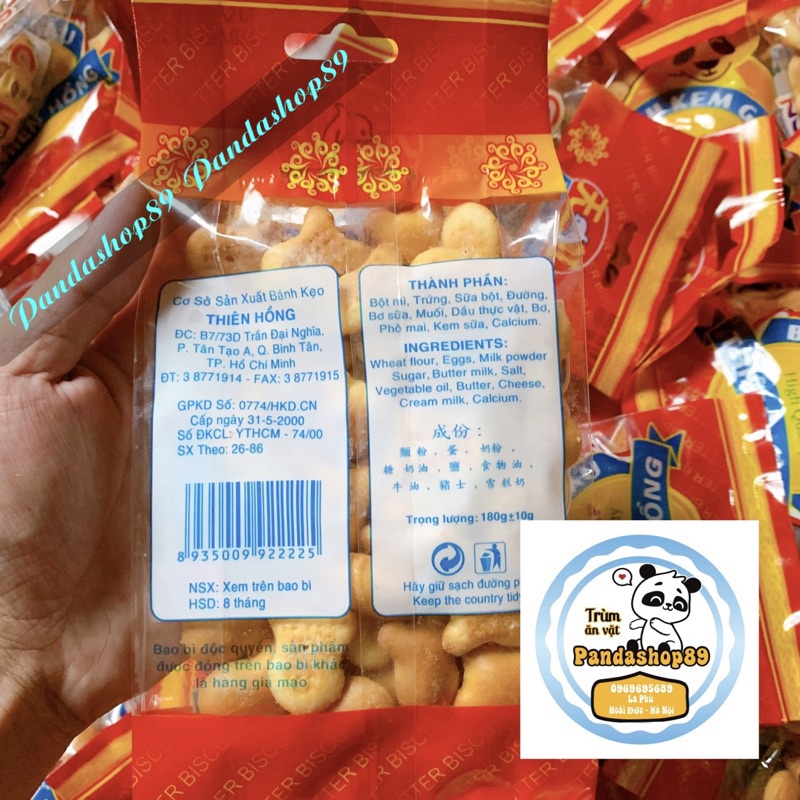 TTER BISC
Pandashop89 Pandashop89
Cơ Sở Sản Xuất Bánh Kẹo
THIÊN HỒNG
ĐC: B7/73D Trần Đại Nghĩa,
P. Tân Tạo A, Q. Bình Tân,
TP. Hồ Chí Minh
ĐT: 3 8771914 - FAX: 3 8771915
GPKD Số: 0774/HKD.CN
Cấp ngày 31-5-2000
Số ĐKCL: YTHCM - 74/00
SX Theo: 26-86
8 935009 922225
NSX: Xem trên bao bì
HSD: 8 tháng
Bao bì độc quyền, sản phẩm
được đóng trên bao bì khác
là hàng giả mạo
THÀNH PHẦN:
Bột mì, Trứng, Sữa bột, Đường,
Bơ sữa, Muối, Dầu thực vật, Bơ,
Phô mai, Kem sữa, Calcium.
INGREDIENTS:
Wheat flour, Eggs, Milk powder
Sugar, Butter milk, Salt,
Vegetable oil, Butter, Cheese,
Cream milk, Calcium.
成份：
麵粉，蛋，奶粉，
糖 奶油，鹽，食物油，
牛油，豬士，雪糕奶
Trọng lượng: 180g±10g
Hãy giữ sạch đường p
Keep the country tidy
Trùm
ăn vặt
Pandashop89
0969695689
La Phù
Hoài Đức - Hà Nội